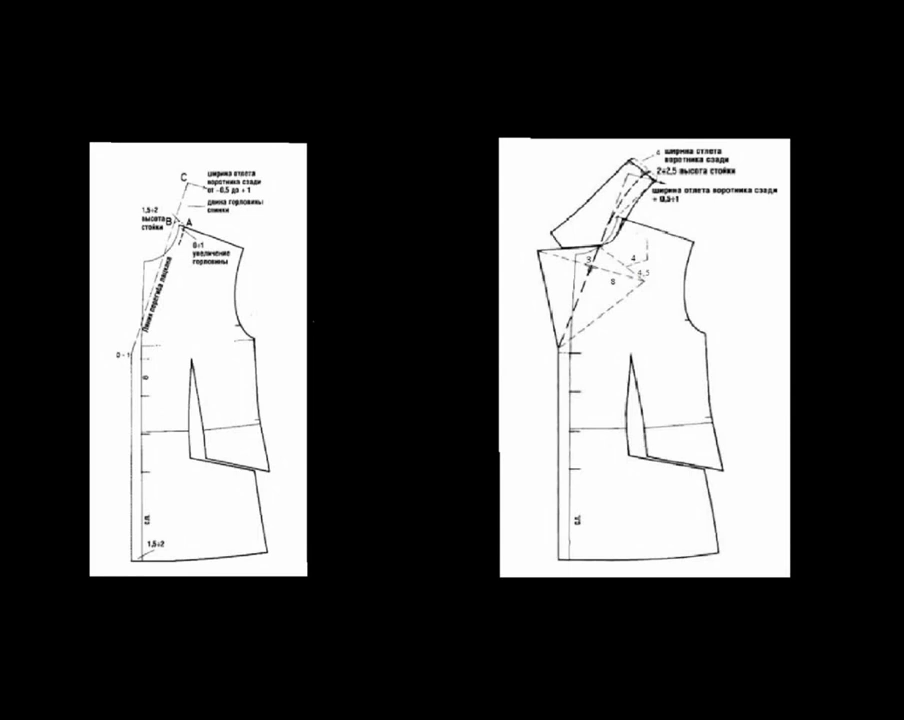 C
ширина отлета
воротника сзади
от -0,5 до + 1
длина горловины
спинки
1,5÷2
высота
стойки
B
A
0÷1
увеличение
горловины
Линия перегиба лацкана
0 - 1
6
с.п.
1,5÷2
ширина отлета
воротника сзади
2÷2,5 высота стойки
ширина отлета воротника сзади
+ 0,5÷1
3
4
4,5
8
с.п.